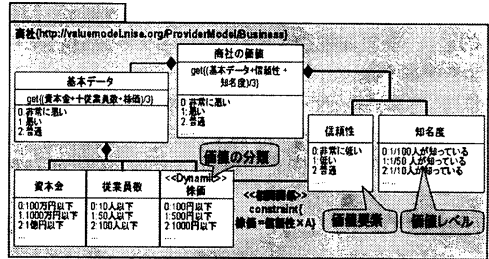 商社{http://valuemodel.nise.org/ProviderModel/Business}
商社の価値
get((基本データ+信頼性+
知名度)/3)
0:非常に悪い
1:悪い
2:普通
基本データ
get((資本金+十従業員数+株価)/3)
0:非常に悪い
1:悪い
2:普通
信頼性
0:非常に低い
1:低い
2:普通
知名度
0:1/100人が知っている
1:1/50人が知っている
2:1/10人が知っている
価値の分類
資本金
0:100万円以下
1:1000万円以下
2:1億円以下
従業員数
0:10人以下
1:50人以下
2:100人以下
<<Dynamic>>
株価
0:100円以下
1:500円以下
2:1000円以下
constraint{
株価=信頼性×A}
価値要素
価値レベル